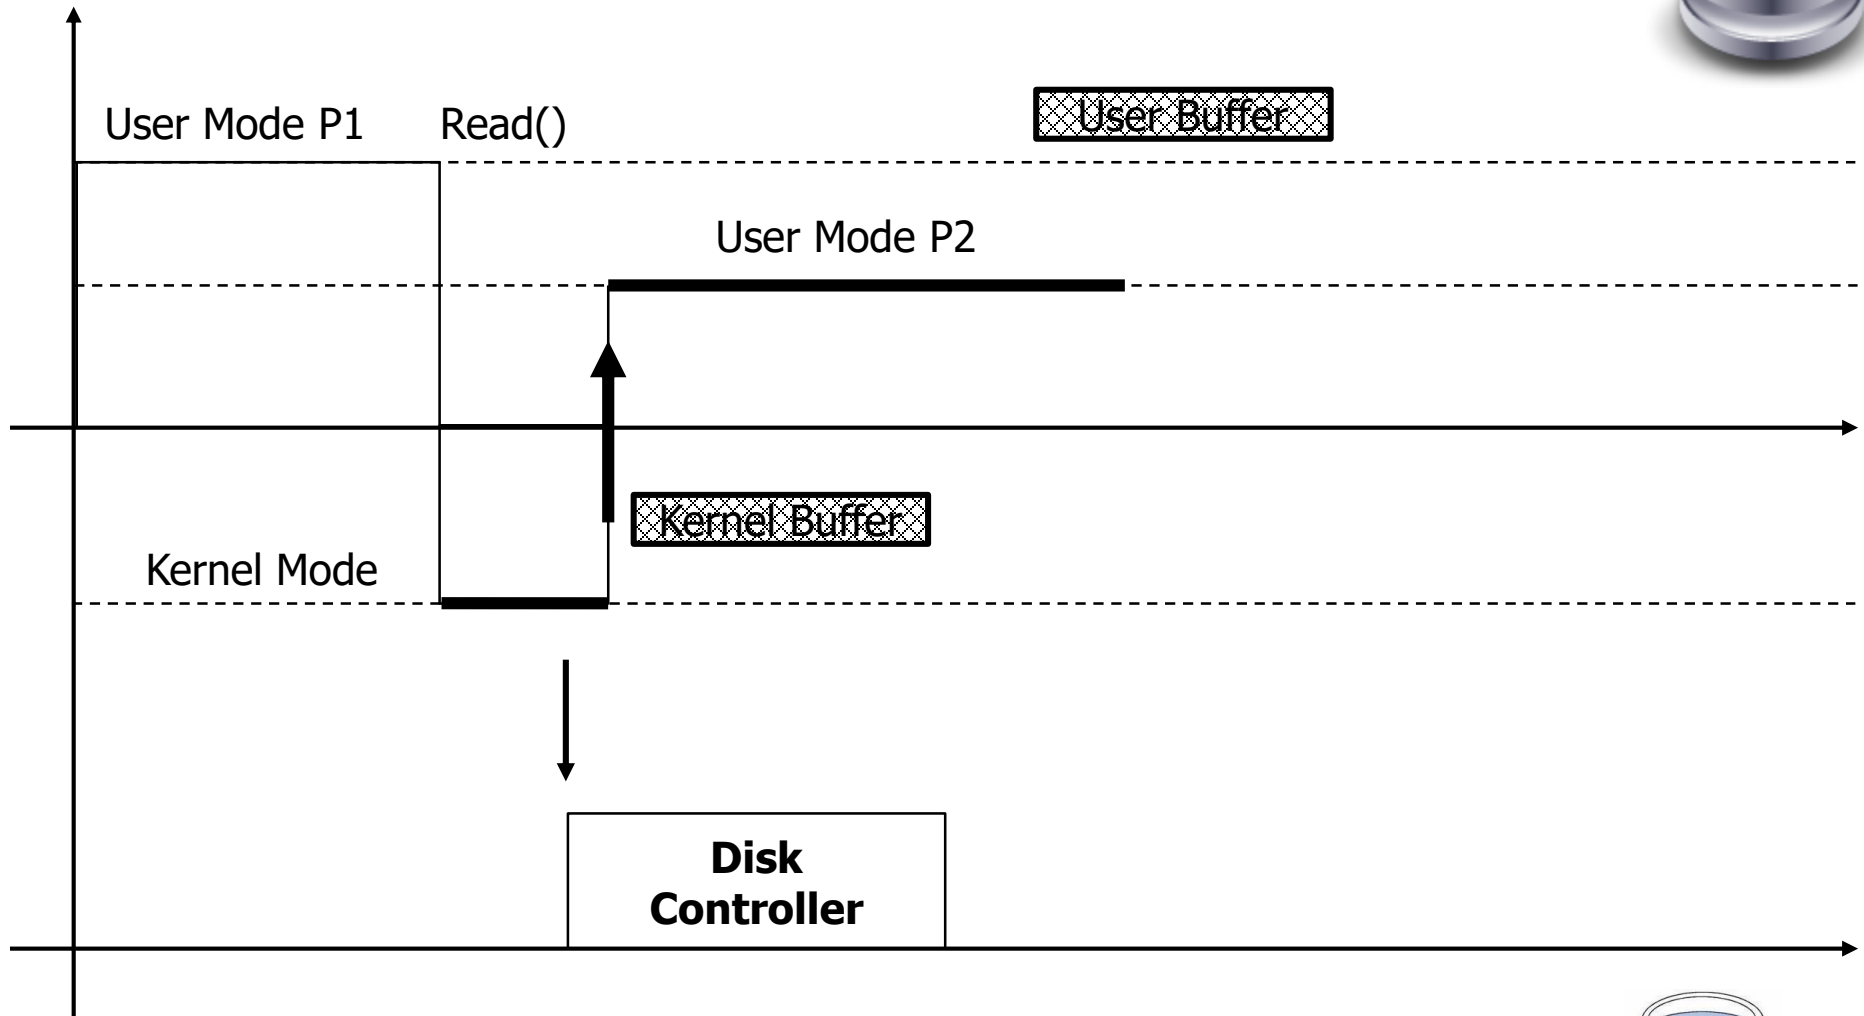 User Mode P1
Read()
User Buffer
User Mode P2
Kernel Buffer
Kernel Mode
Disk
Controller